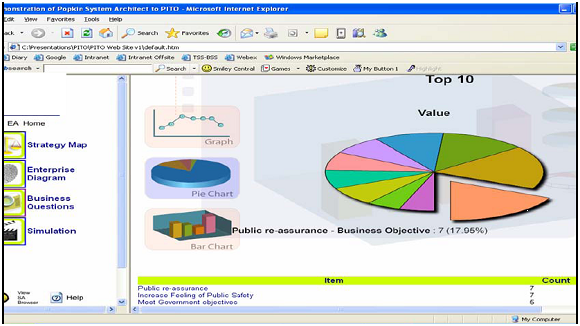 monstration of Popkin System Architect to PITO - Microsoft Internet Explorer
Edit View Favorites Tools Help
ack Search Favorites
C:\Presentations\PITO\PITO Web Site v1\default.htm
Diary Google Intranet Intranet Offsite TSS-BSS Webex Windows Marketplace
websearch Search Smiley Central Games Customize My Button 1 Highlight
Top 10
Value
EA Home
Strategy Map
Enterprise
Diagram
Business
Questions
Simulation
Graph
Pie Chart
Bar Chart
Public re-assurance - Business Objective : 7 (17.95%)
Item Count
Public re-assurance 7
Increase Feeling of Public Safety 7
Meet Government objectives 6
View
SA
Browser
Help
My Computer